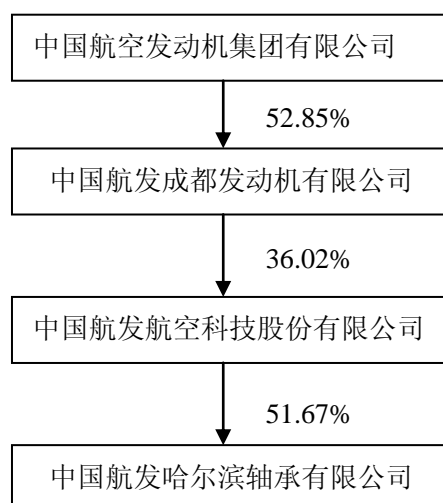 中国航空发动机集团有限公司
52.85%
中国航发成都发动机有限公司
36.02%
中国航发航空科技股份有限公司
51.67%
中国航发哈尔滨轴承有限公司